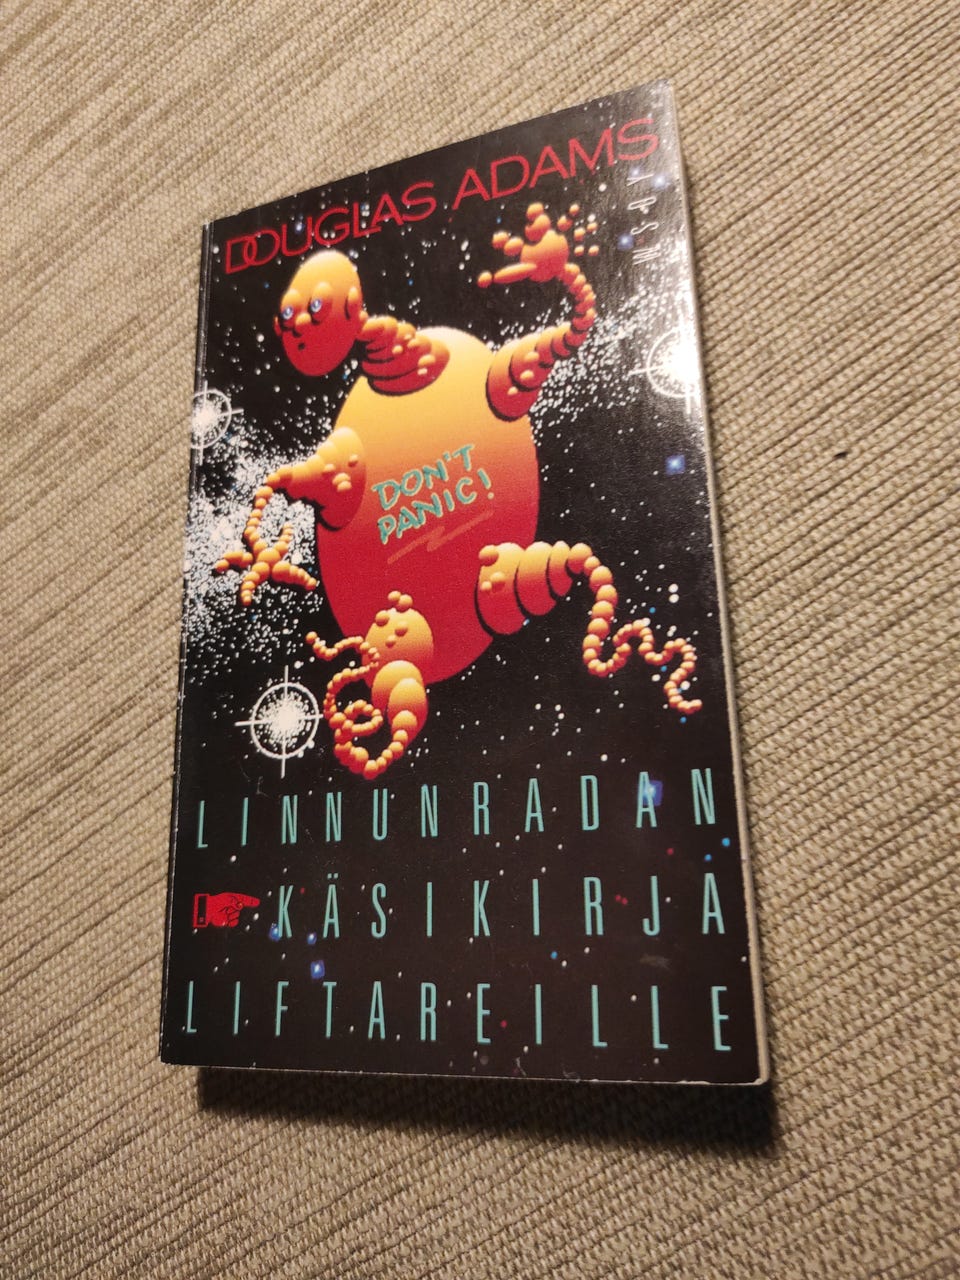 DOUGLAS ADAMS
DON'T
PANIC!
LINNUNRADAN
KÄSIKIRJA
LIFTAREILLE